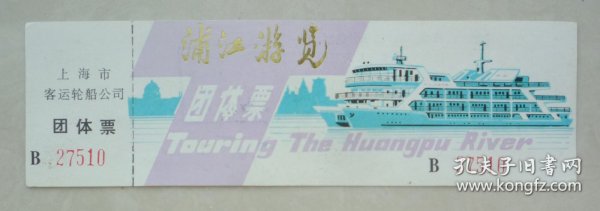 上海市
客运轮船公司
团体票
B 27510
浦江游览
团体票
Touring The Huangpu River
B 27510
孔夫子旧书网
www.kongfz.com